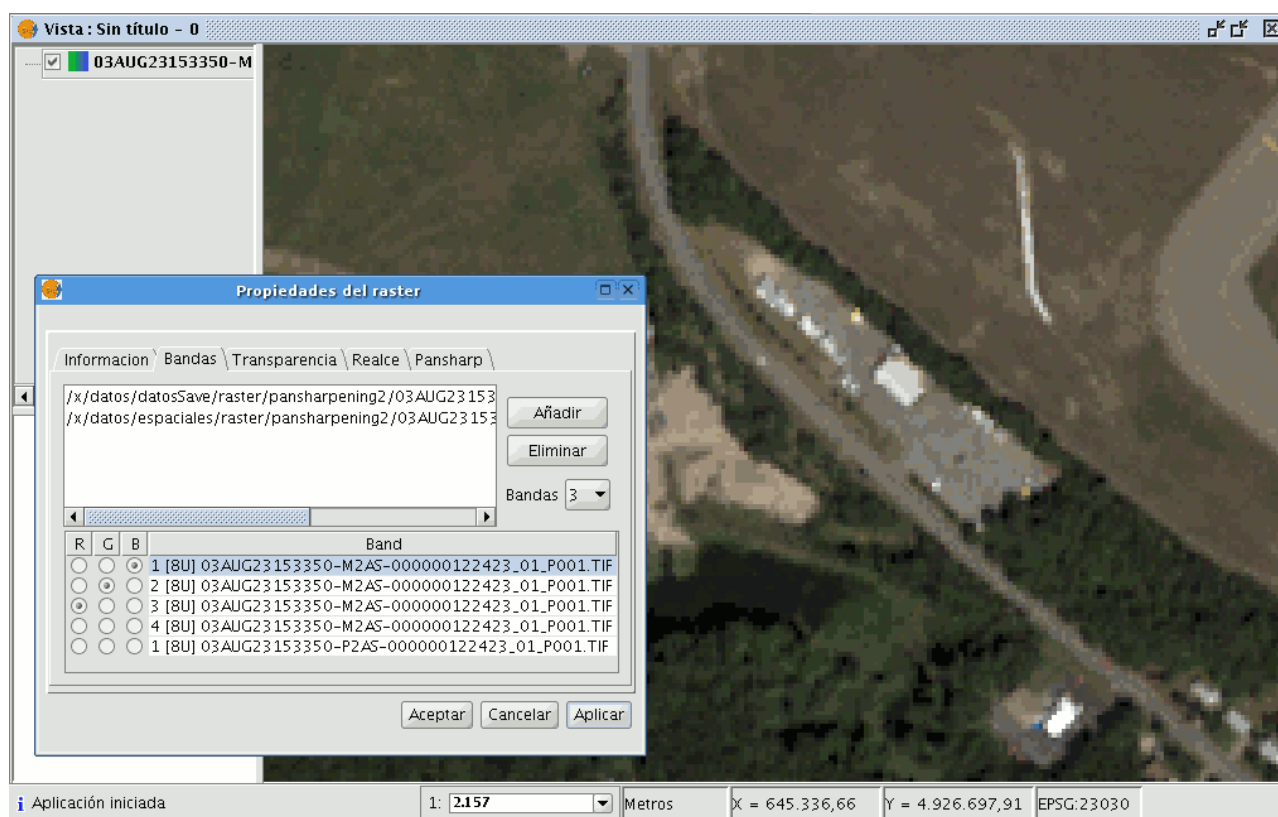 Vista : Sin título - 0
03AUG23153350-M
Propiedades del raster
Informacion Bandas Transparencia Realce Pansharp
/x/datos/datosSave/raster/pansharpening2/03AUG23153
/x/datos/espaciales/raster/pansharpening2/03AUG23153
Añadir
Eliminar
Bandas 3
R G B Band
1 [8U] 03AUG23153350-M2AS-000000122423_01_P001.TIF
2 [8U] 03AUG23153350-M2AS-000000122423_01_P001.TIF
3 [8U] 03AUG23153350-M2AS-000000122423_01_P001.TIF
4 [8U] 03AUG23153350-M2AS-000000122423_01_P001.TIF
1 [8U] 03AUG23153350-P2AS-000000122423_01_P001.TIF
Aceptar Cancelar Aplicar
Aplicación iniciada 1: 2.157 Metros X = 645.336,66 Y = 4.926.697,91 EPSG:23030